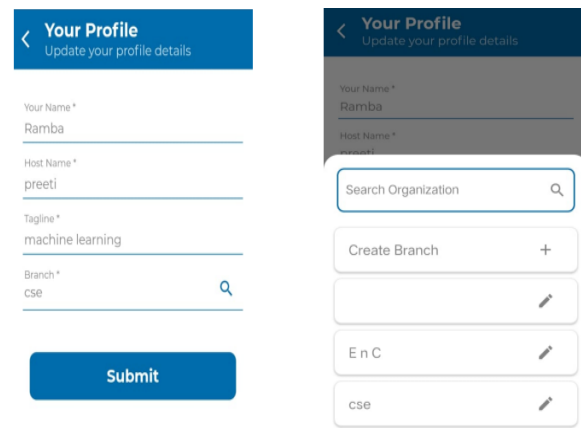 Your Profile
Update your profile details
Your Name *
Ramba
Host Name *
preeti
Tagline *
machine learning
Branch *
cse
Submit
Your Profile
Update your profile details
Your Name *
Ramba
Host Name *
preeti
Search Organization
Create Branch +
E n C
cse